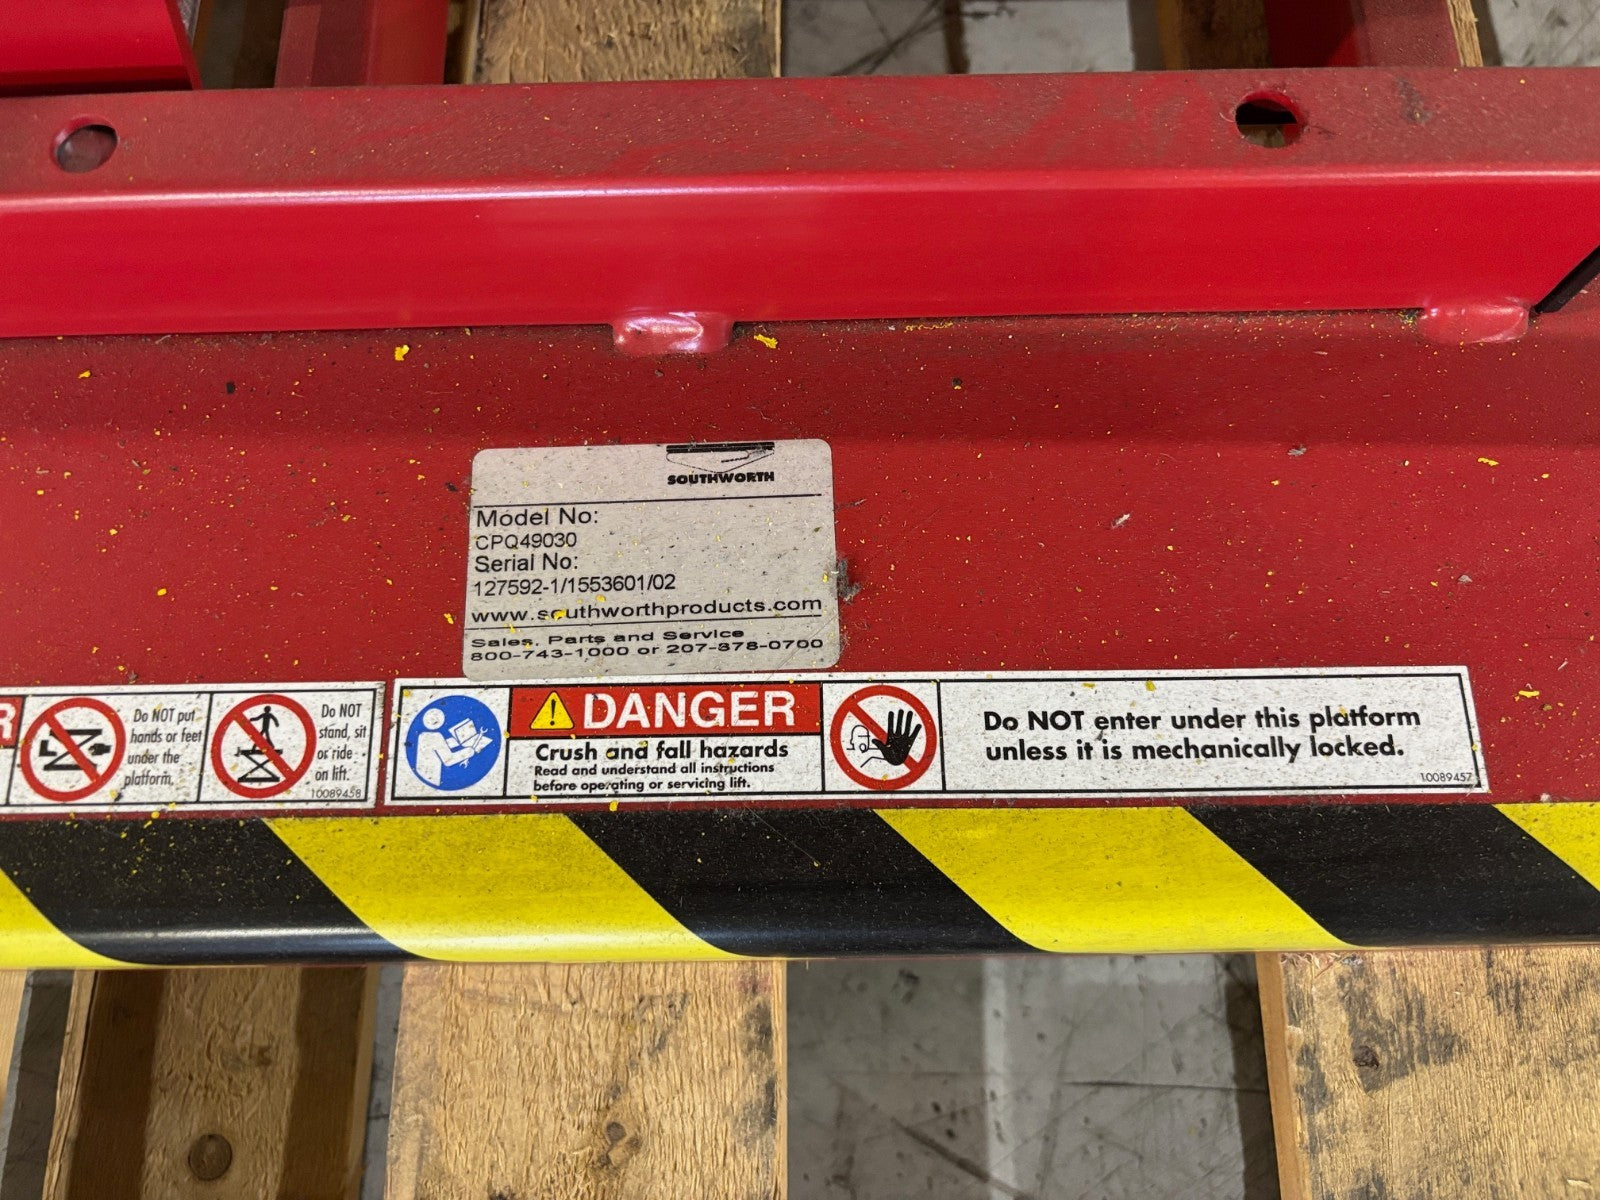 SOUTHWORTH
Model No:
CPQ49030
Serial No:
127592-1/1553601/02
www.southworthproducts.com
Sales, Parts and Service
800-743-1000 or 207-878-0700
R
Do NOT put
hands or feet
under the
platform.
Do NOT
stand, sit
or ride
on lift.
10089458
DANGER
Crush and fall hazards
Read and understand all instructions
before operating or servicing lift.
Do NOT enter under this platform
unless it is mechanically locked.
10089457